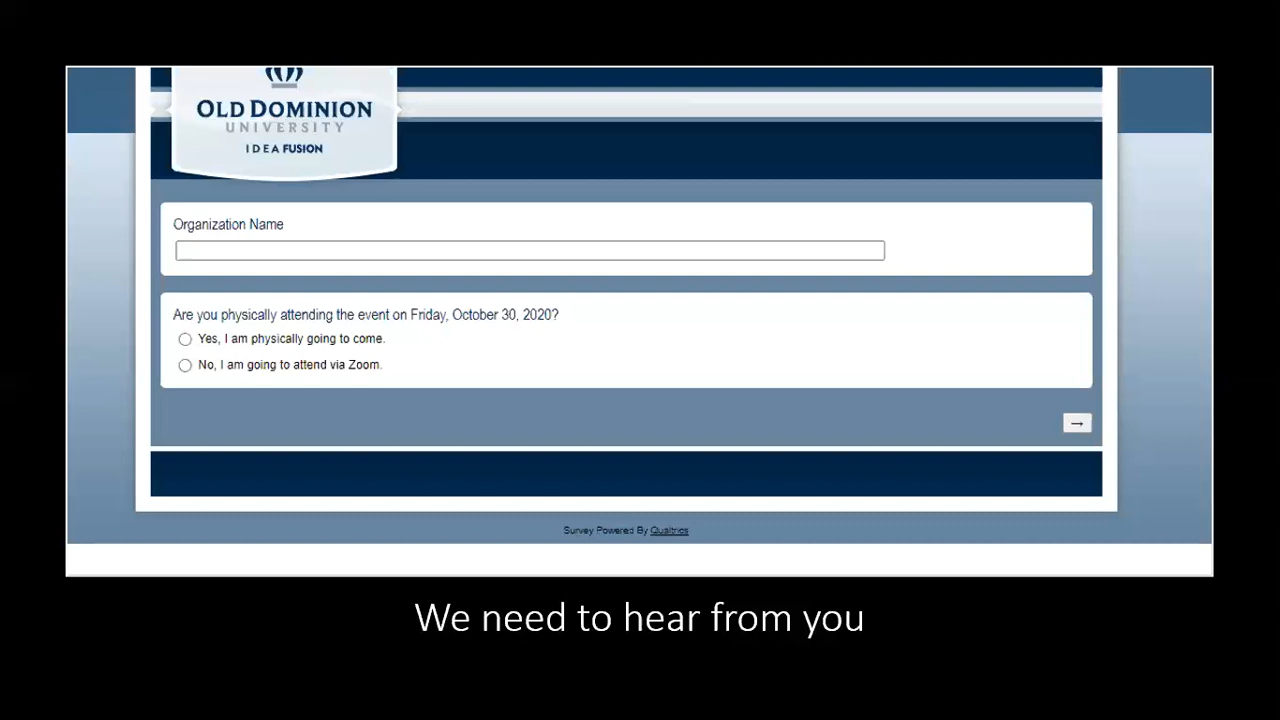 OLD DOMINION
UNIVERSITY
IDEA FUSION
Organization Name
Are you physically attending the event on Friday, October 30, 2020?
Yes, I am physically going to come.
No, I am going to attend via Zoom.
→
Survey Powered By Qualtrics
We need to hear from you